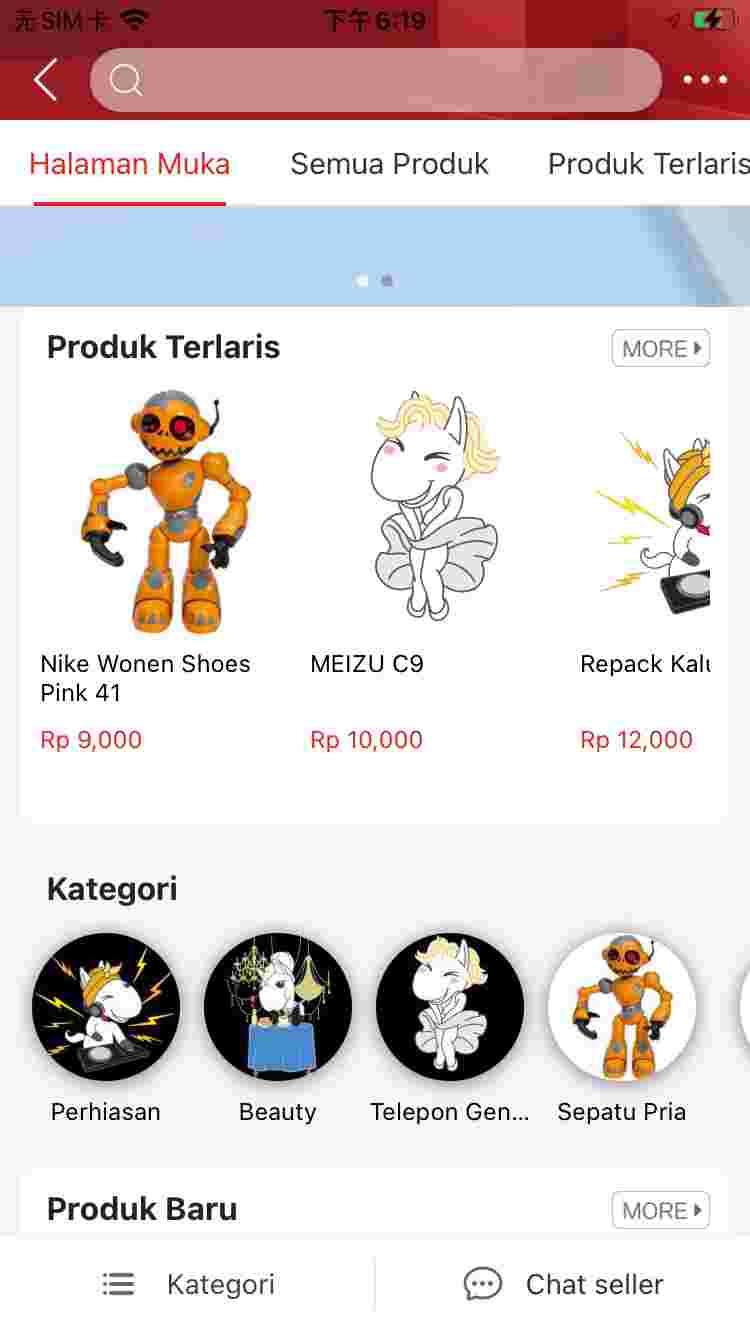 无SIM卡 下午6:19
Halaman Muka Semua Produk Produk Terlaris
Produk Terlaris MORE
Nike Wonen Shoes MEIZU C9 Repack Kalu
Pink 41
Rp 9,000 Rp 10,000 Rp 12,000
Kategori
Perhiasan Beauty Telepon Gen... Sepatu Pria
Produk Baru MORE
Kategori Chat seller